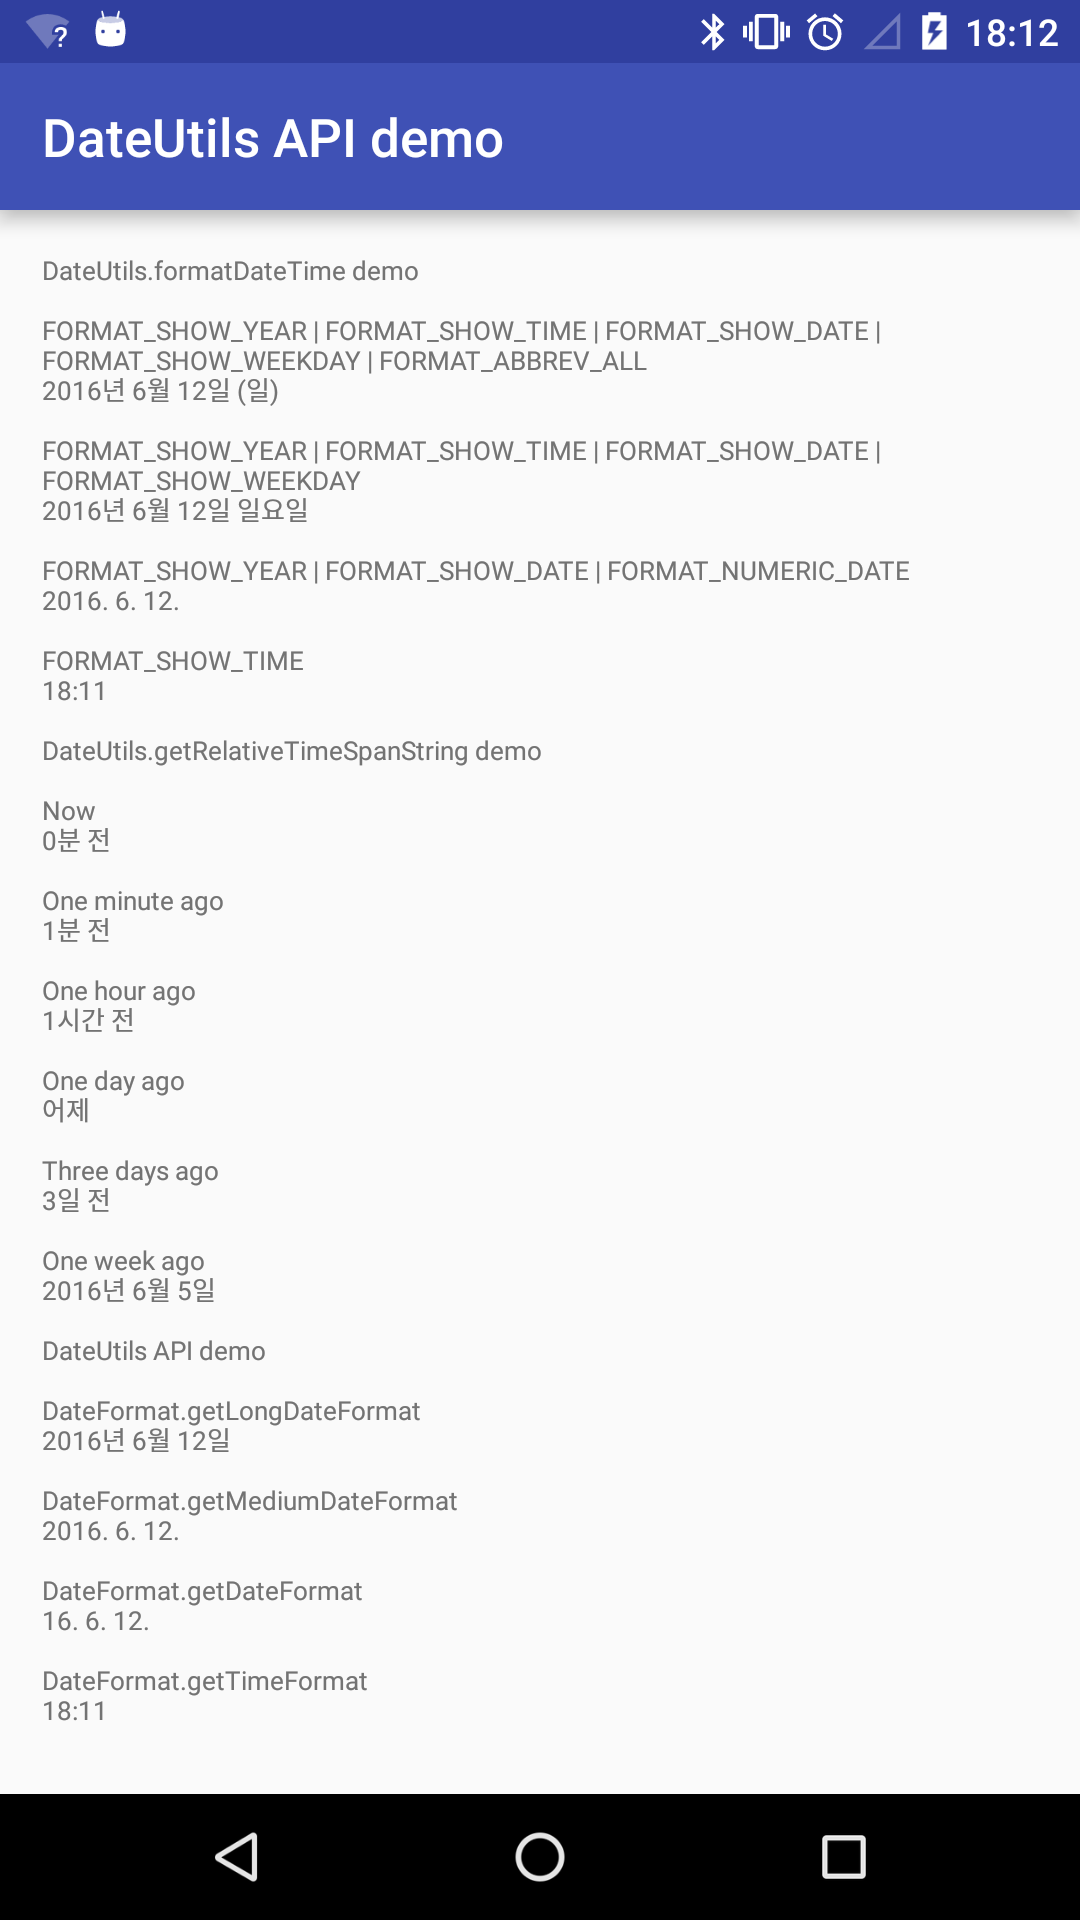 18:12
DateUtils API demo
DateUtils.formatDateTime demo
FORMAT_SHOW_YEAR | FORMAT_SHOW_TIME | FORMAT_SHOW_DATE |
FORMAT_SHOW_WEEKDAY | FORMAT_ABBREV_ALL
2016년 6월 12일 (일)
FORMAT_SHOW_YEAR | FORMAT_SHOW_TIME | FORMAT_SHOW_DATE |
FORMAT_SHOW_WEEKDAY
2016년 6월 12일 일요일
FORMAT_SHOW_YEAR | FORMAT_SHOW_DATE | FORMAT_NUMERIC_DATE
2016. 6. 12.
FORMAT_SHOW_TIME
18:11
DateUtils.getRelativeTimeSpanString demo
Now
0분 전
One minute ago
1분 전
One hour ago
1시간 전
One day ago
어제
Three days ago
3일 전
One week ago
2016년 6월 5일
DateUtils API demo
DateFormat.getLongDateFormat
2016년 6월 12일
DateFormat.getMediumDateFormat
2016. 6. 12.
DateFormat.getDateFormat
16. 6. 12.
DateFormat.getTimeFormat
18:11